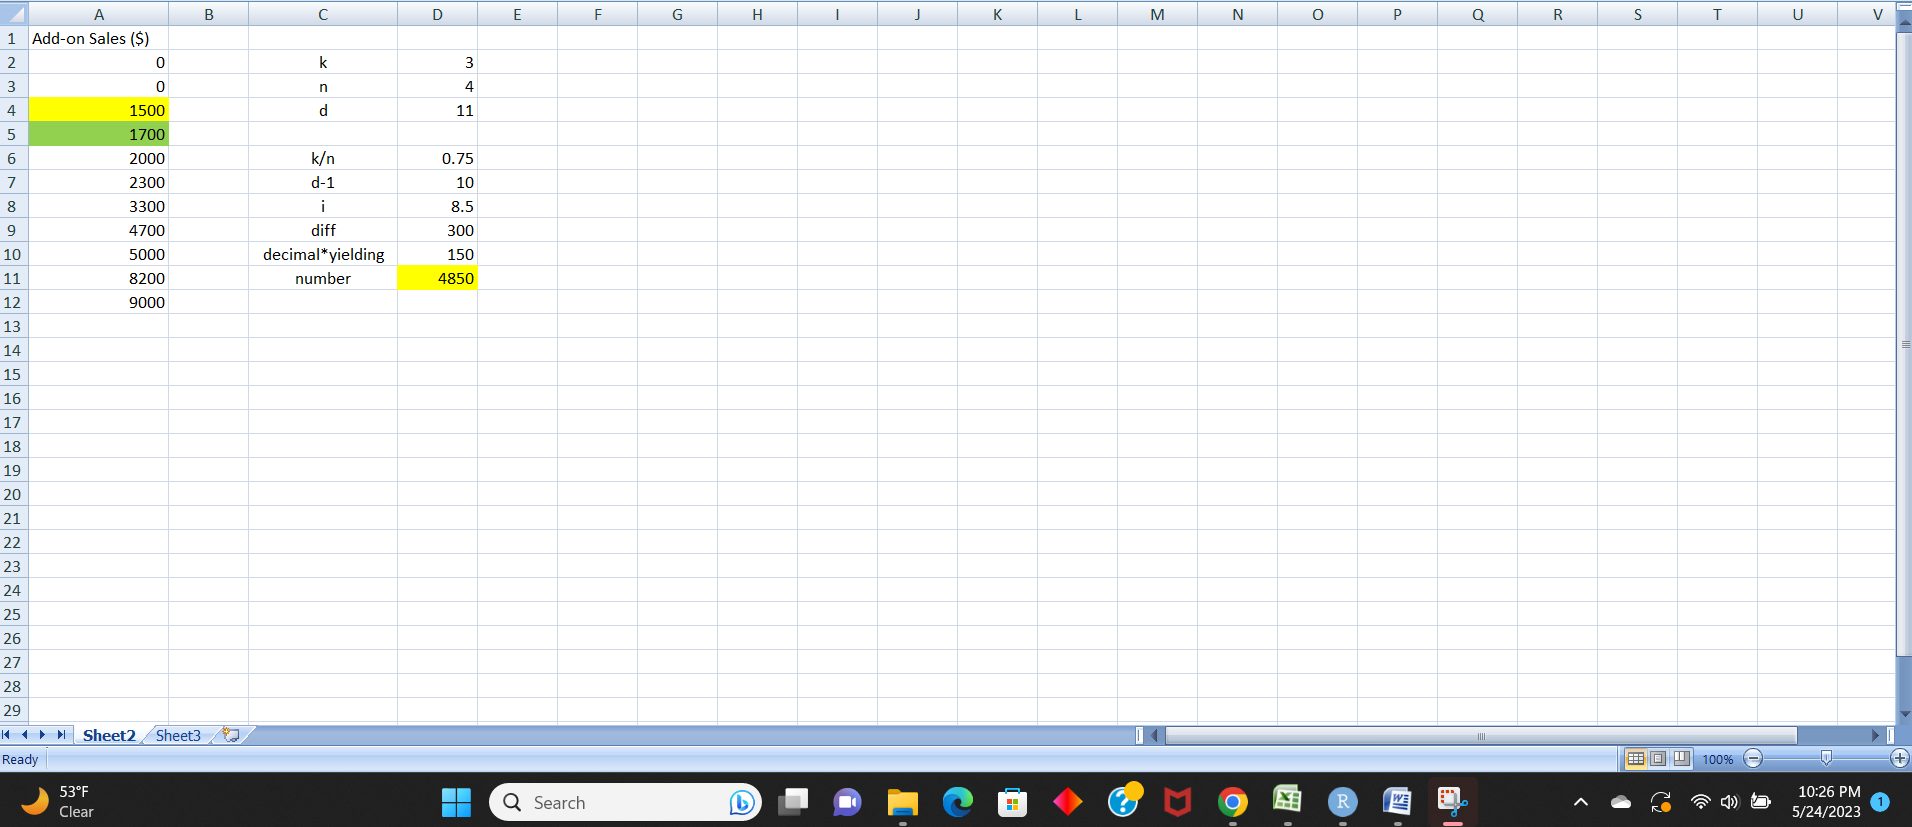 A B C D E F G H I J K L M N O P Q R S T U V
1 Add-on Sales ($)
2 0 k 3
3 0 n 4
4 1500 d 11
5 1700
6 2000 k/n 0.75
7 2300 d-1 10
8 3300 i 8.5
9 4700 diff 300
10 5000 decimal*yielding 150
11 8200 number 4850
12 9000
13
14
15
16
17
18
19
20
21
22
23
24
25
26
27
28
29
Sheet2 Sheet3
Ready 100%
53°F
Clear
Search
R
W
10:26 PM
5/24/2023
1